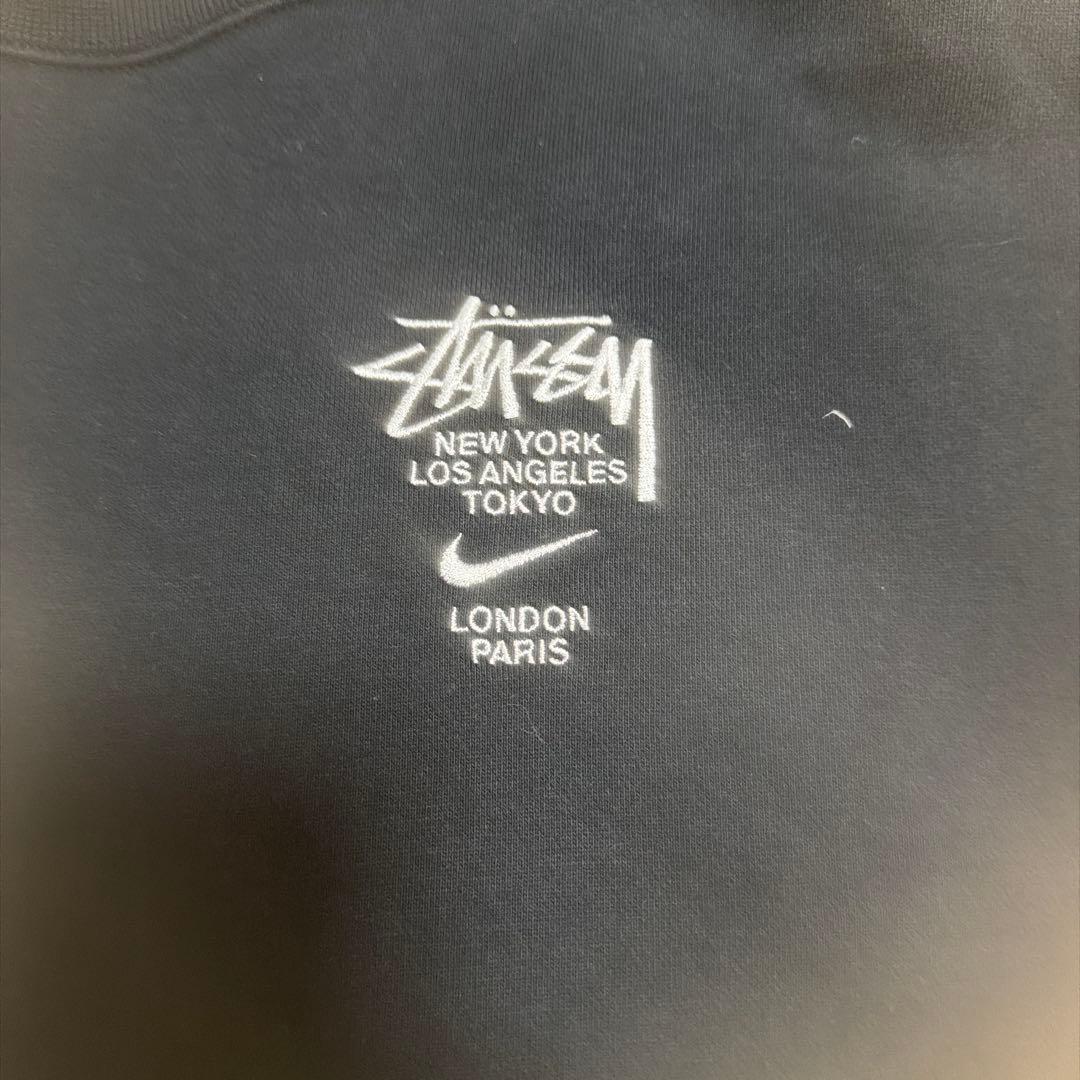 Stüssy
NEW YORK
LOS ANGELES
TOKYO
LONDON
PARIS